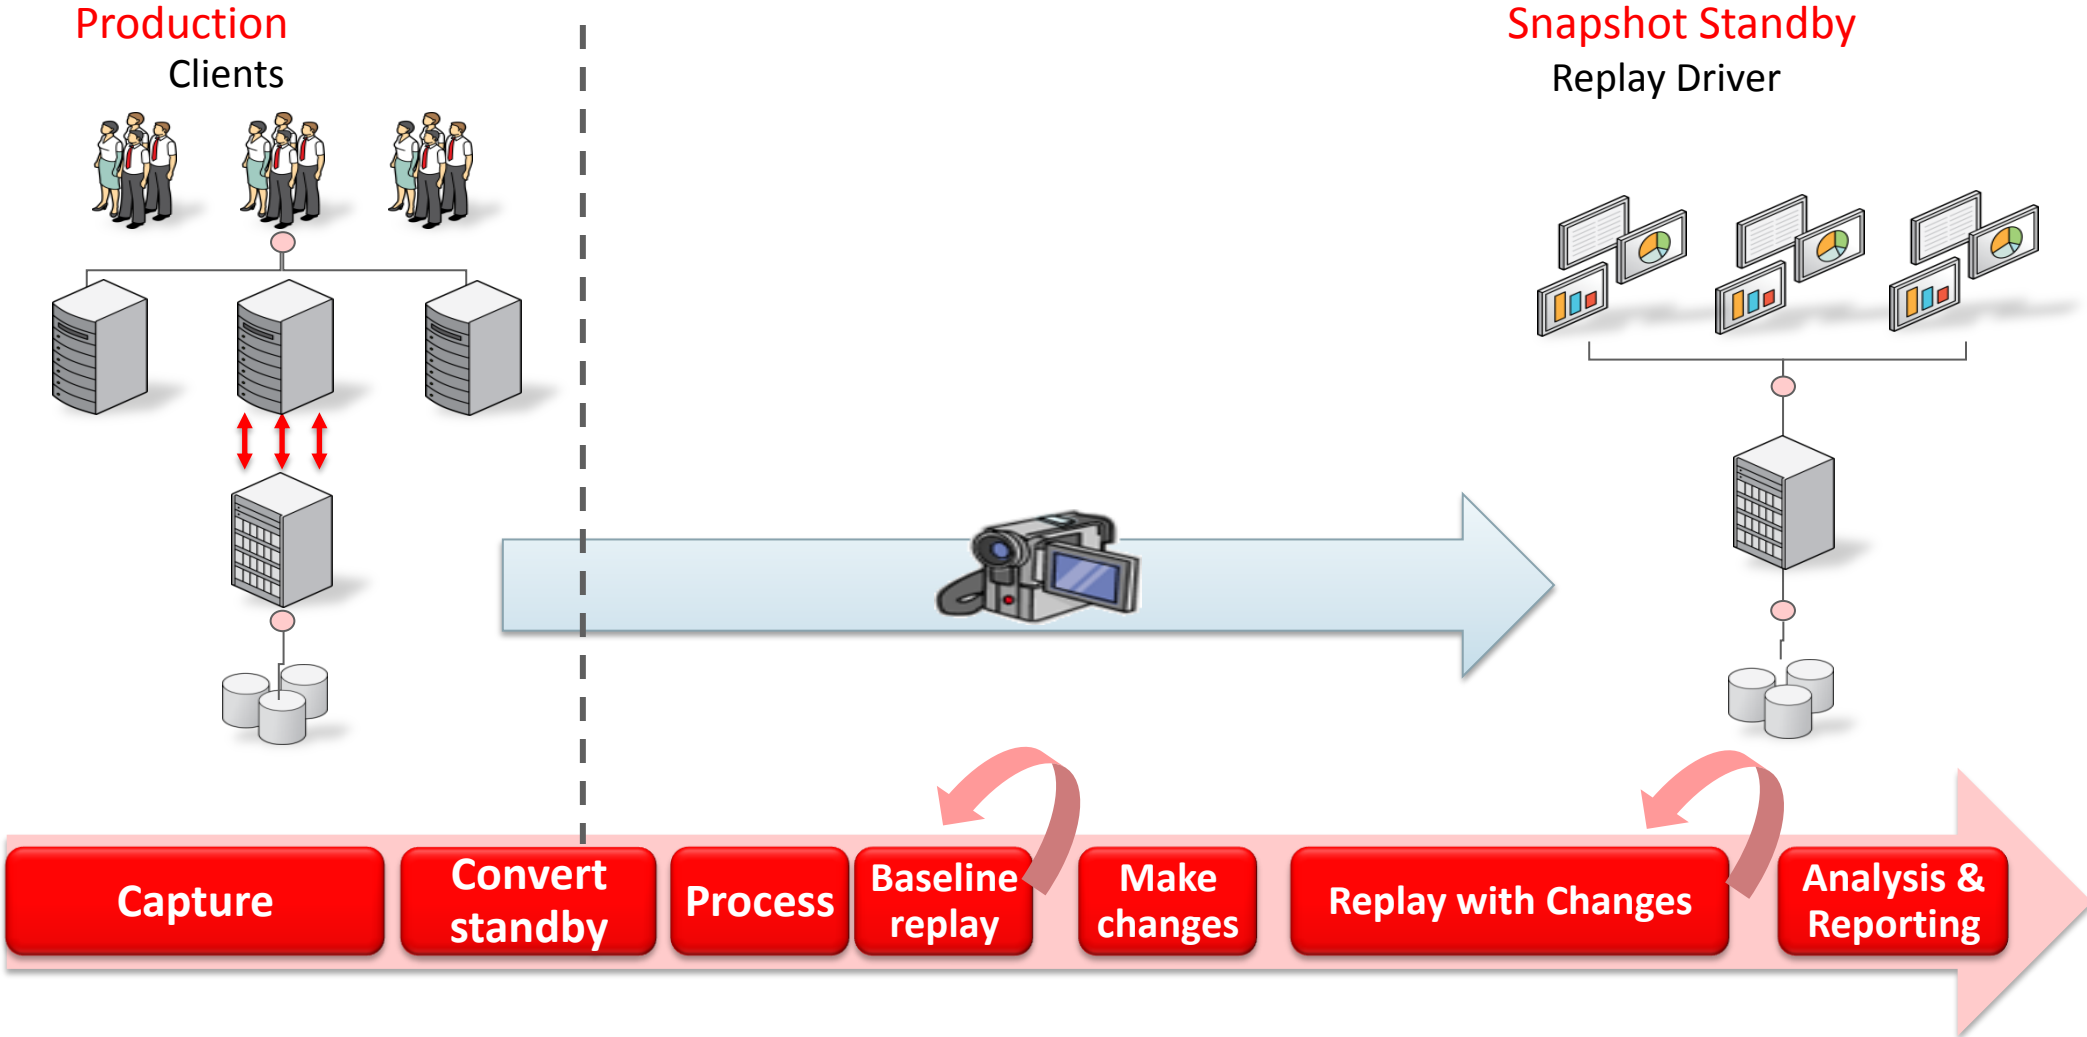 Production
Clients
Snapshot Standby
Replay Driver
Capture
Convert
standby
Process
Baseline
replay
Make
changes
Replay with Changes
Analysis &
Reporting